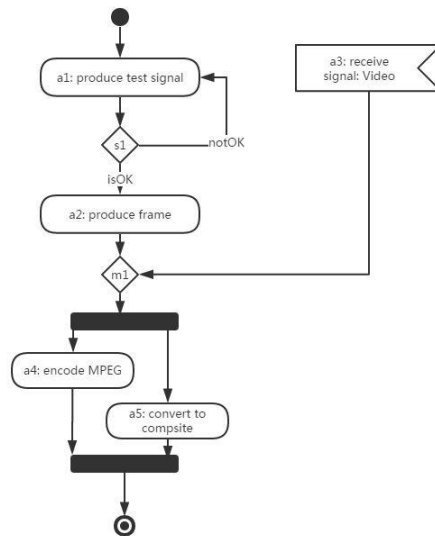 a1: produce test signal
a3: receive
signal: Video
s1
notOK
isOK
a2: produce frame
m1
a4: encode MPEG
a5: convert to
compsite